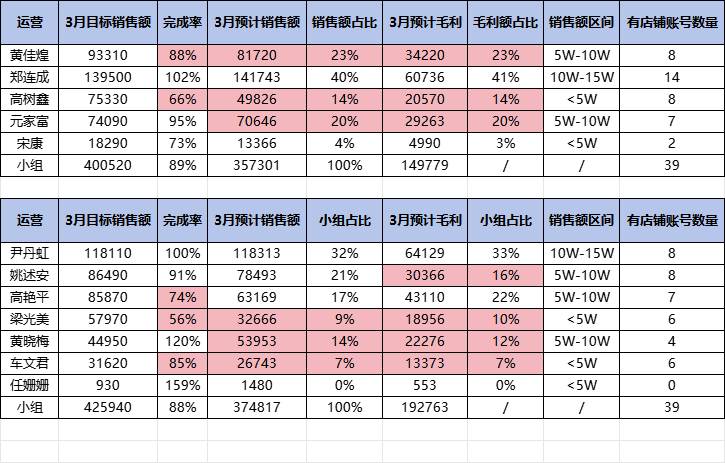 运营 3月目标销售额 完成率 3月预计销售额 销售额占比 3月预计毛利 毛利额占比 销售额区间 有店铺账号数量
黄佳煌 93310 88% 81720 23% 34220 23% 5W-10W 8
郑连成 139500 102% 141743 40% 60736 41% 10W-15W 14
高树鑫 75330 66% 49826 14% 20570 14% <5W 8
元家富 74090 95% 70646 20% 29263 20% 5W-10W 7
宋康 18290 73% 13366 4% 4990 3% <5W 2
小组 400520 89% 357301 100% 149779 / / 39
运营 3月目标销售额 完成率 3月预计销售额 小组占比 3月预计毛利 小组占比 销售额区间 有店铺账号数量
尹丹虹 118110 100% 118313 32% 64129 33% 10W-15W 8
姚述安 86490 91% 78493 21% 30366 16% 5W-10W 8
高艳平 85870 74% 63169 17% 43110 22% 5W-10W 7
梁光美 57970 56% 32666 9% 18956 10% <5W 6
黄晓梅 44950 120% 53953 14% 22276 12% 5W-10W 4
车文君 31620 85% 26743 7% 13373 7% <5W 6
任姗姗 930 159% 1480 0% 553 0% <5W 0
小组 425940 88% 374817 100% 192763 / / 39